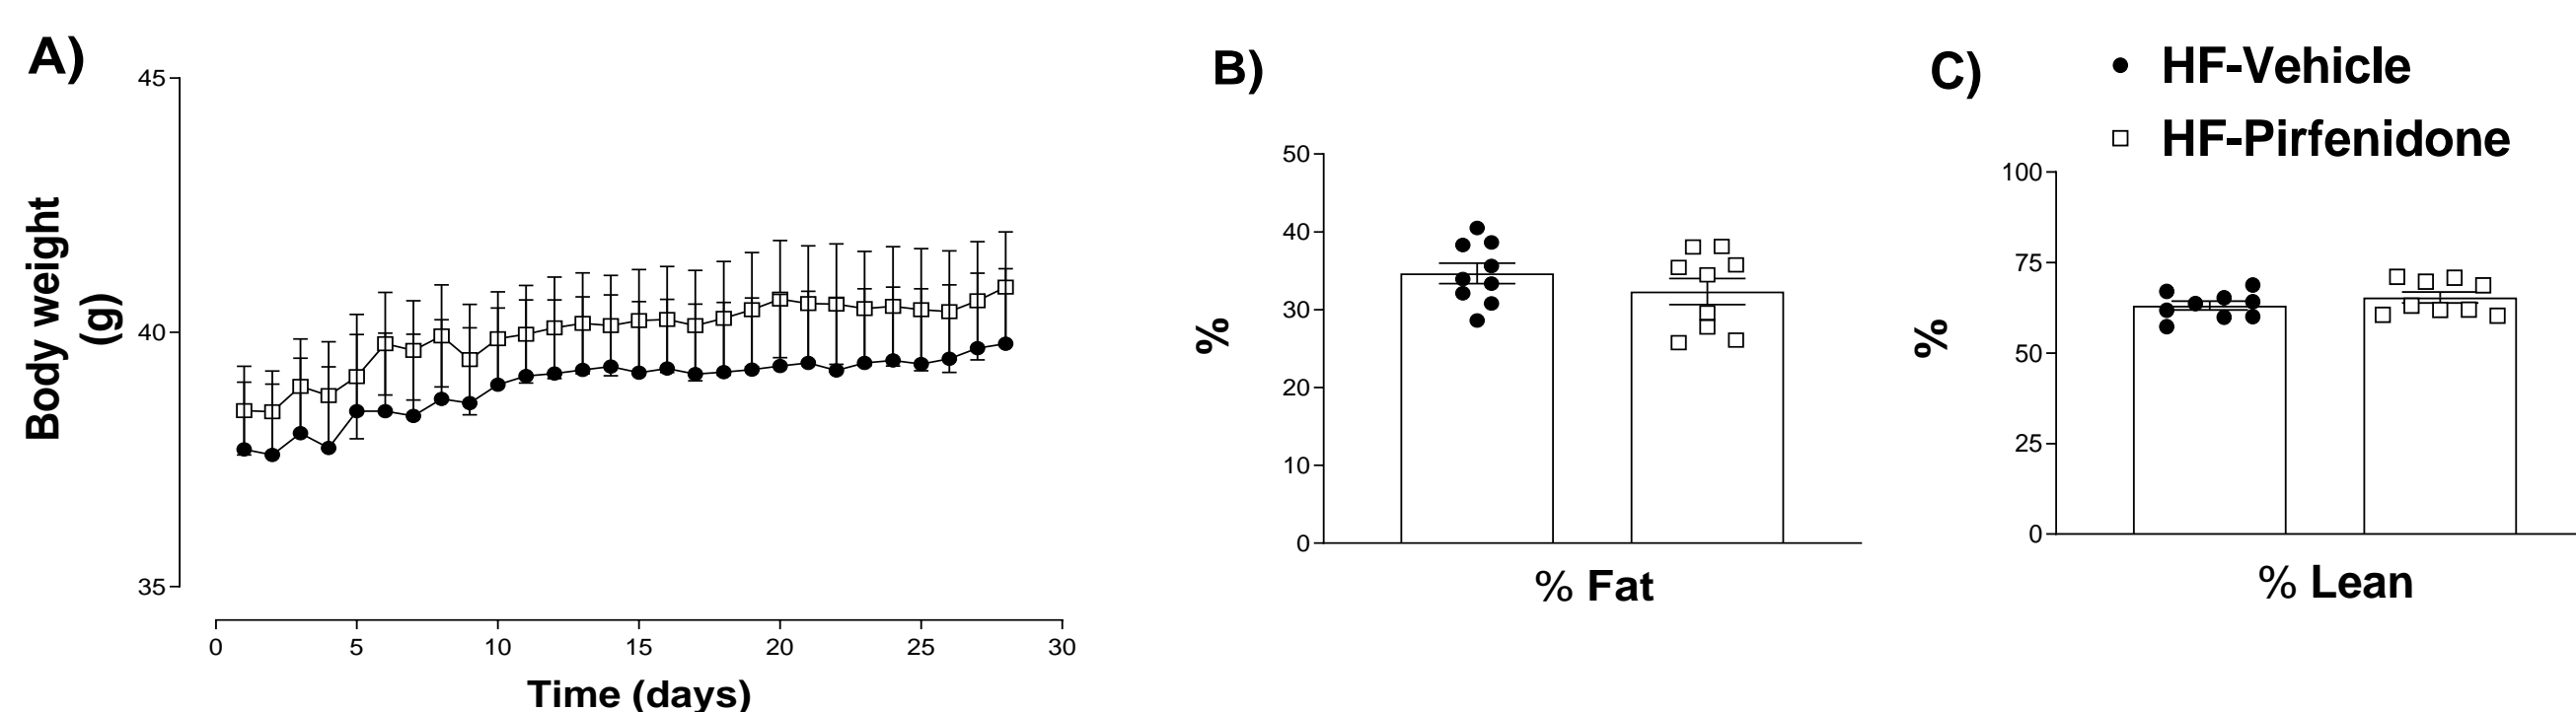 A)
45
40
35
Body weight
(g)
0 5 10 15 20 25 30
Time (days)
B)
50
40
30
20
10
0
%
% Fat
C)
HF-Vehicle
HF-Pirfenidone
100
75
50
25
0
%
% Lean